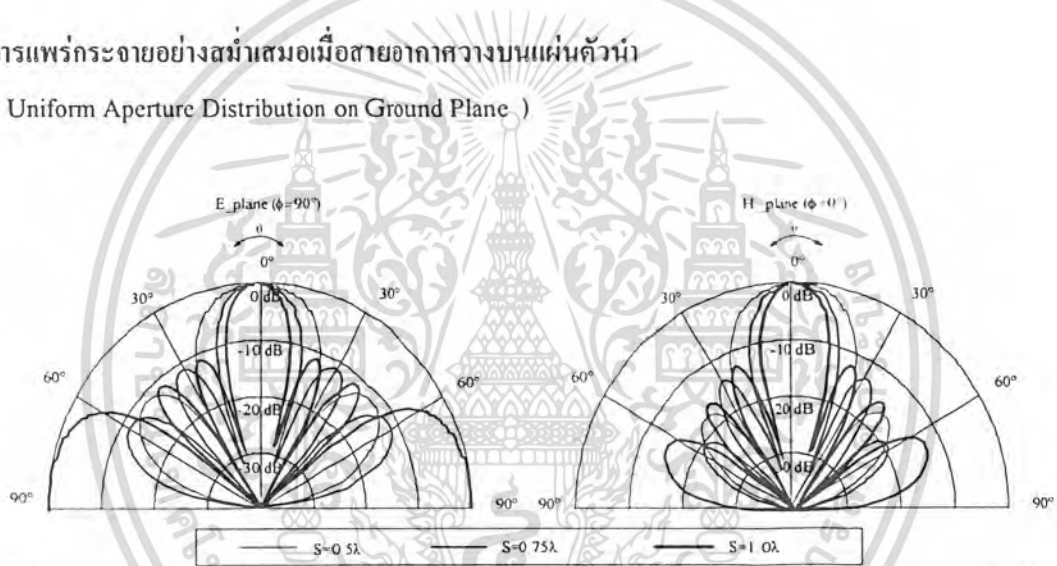 การแพร่กระจายอย่างสม่ำเสมอเมื่อสายอากาศวางบนแผ่นตัวนำ
Uniform Aperture Distribution on Ground Plane )
E_plane (ϕ=90°)
θ
0°
30°
30°
60°
60°
90°
90°
0 dB
-10 dB
-20 dB
-30 dB
H_plane (ϕ 0°)
θ
0°
30°
30°
60°
60°
90°
90°
0 dB
-10 dB
20 dB
0 dB
S=0 5λ
S=0 75λ
S=1 0λ